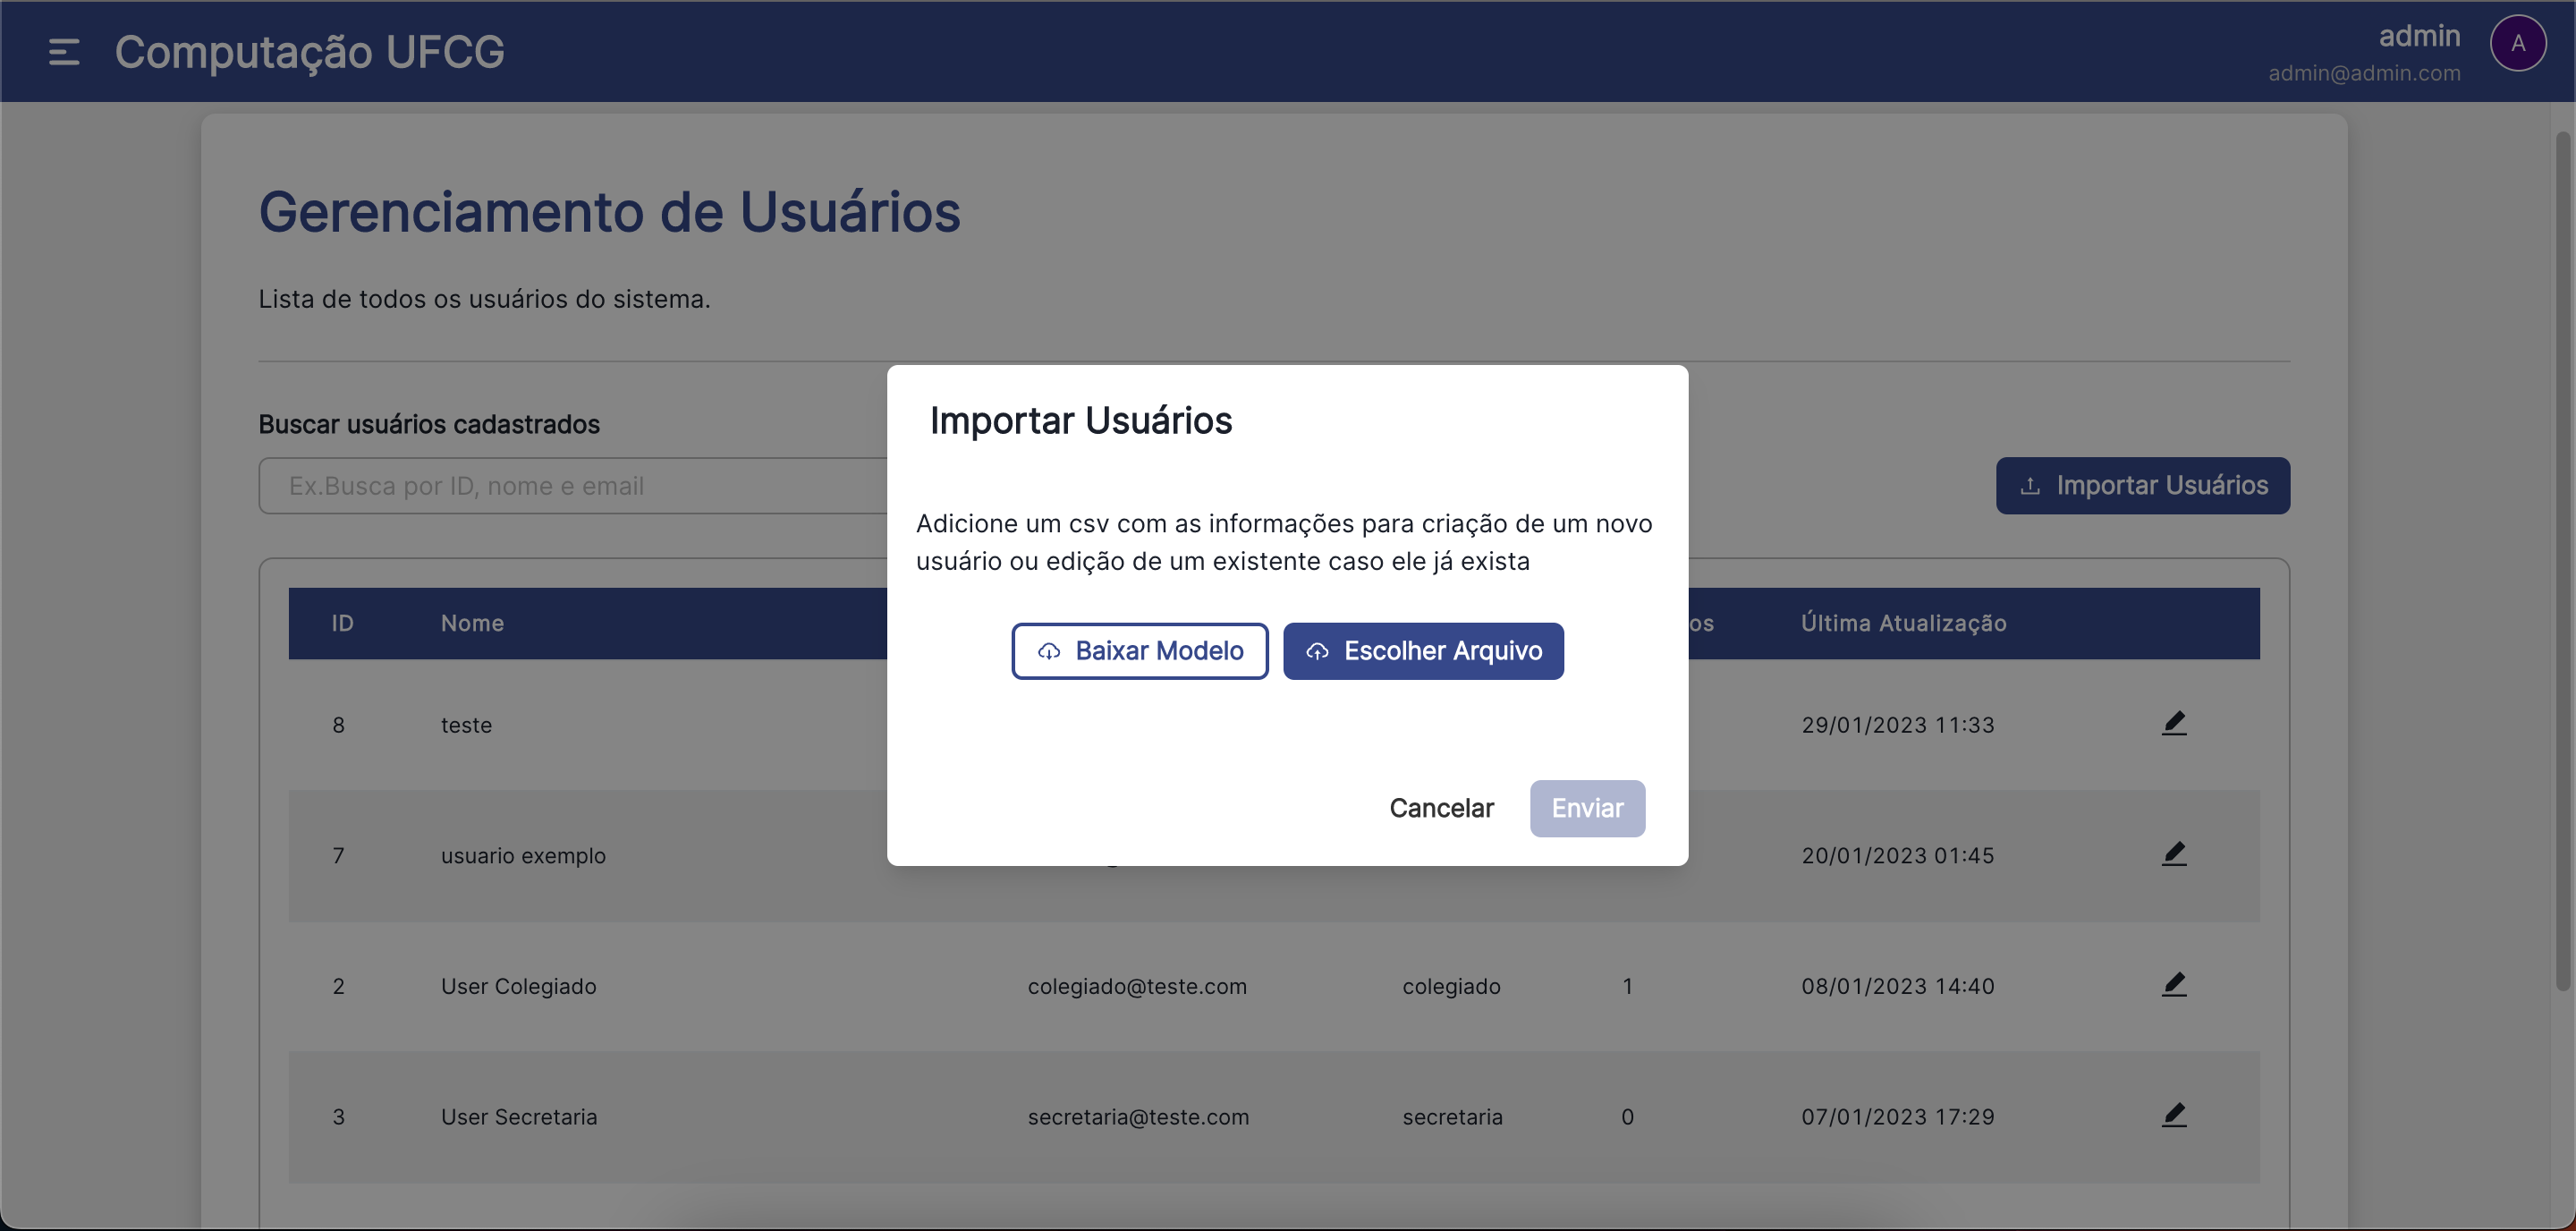 Computação UFCG
admin
admin@admin.com
A
Gerenciamento de Usuários
Lista de todos os usuários do sistema.
Buscar usuários cadastrados
Ex.Busca por ID, nome e email
Importar Usuários
Importar Usuários
Adicione um csv com as informações para criação de um novo
usuário ou edição de um existente caso ele já exista
Baixar Modelo Escolher Arquivo
Cancelar Enviar
ID Nome os Última Atualização
8 teste 29/01/2023 11:33
7 usuario exemplo 20/01/2023 01:45
2 User Colegiado colegiado@teste.com colegiado 1 08/01/2023 14:40
3 User Secretaria secretaria@teste.com secretaria 0 07/01/2023 17:29